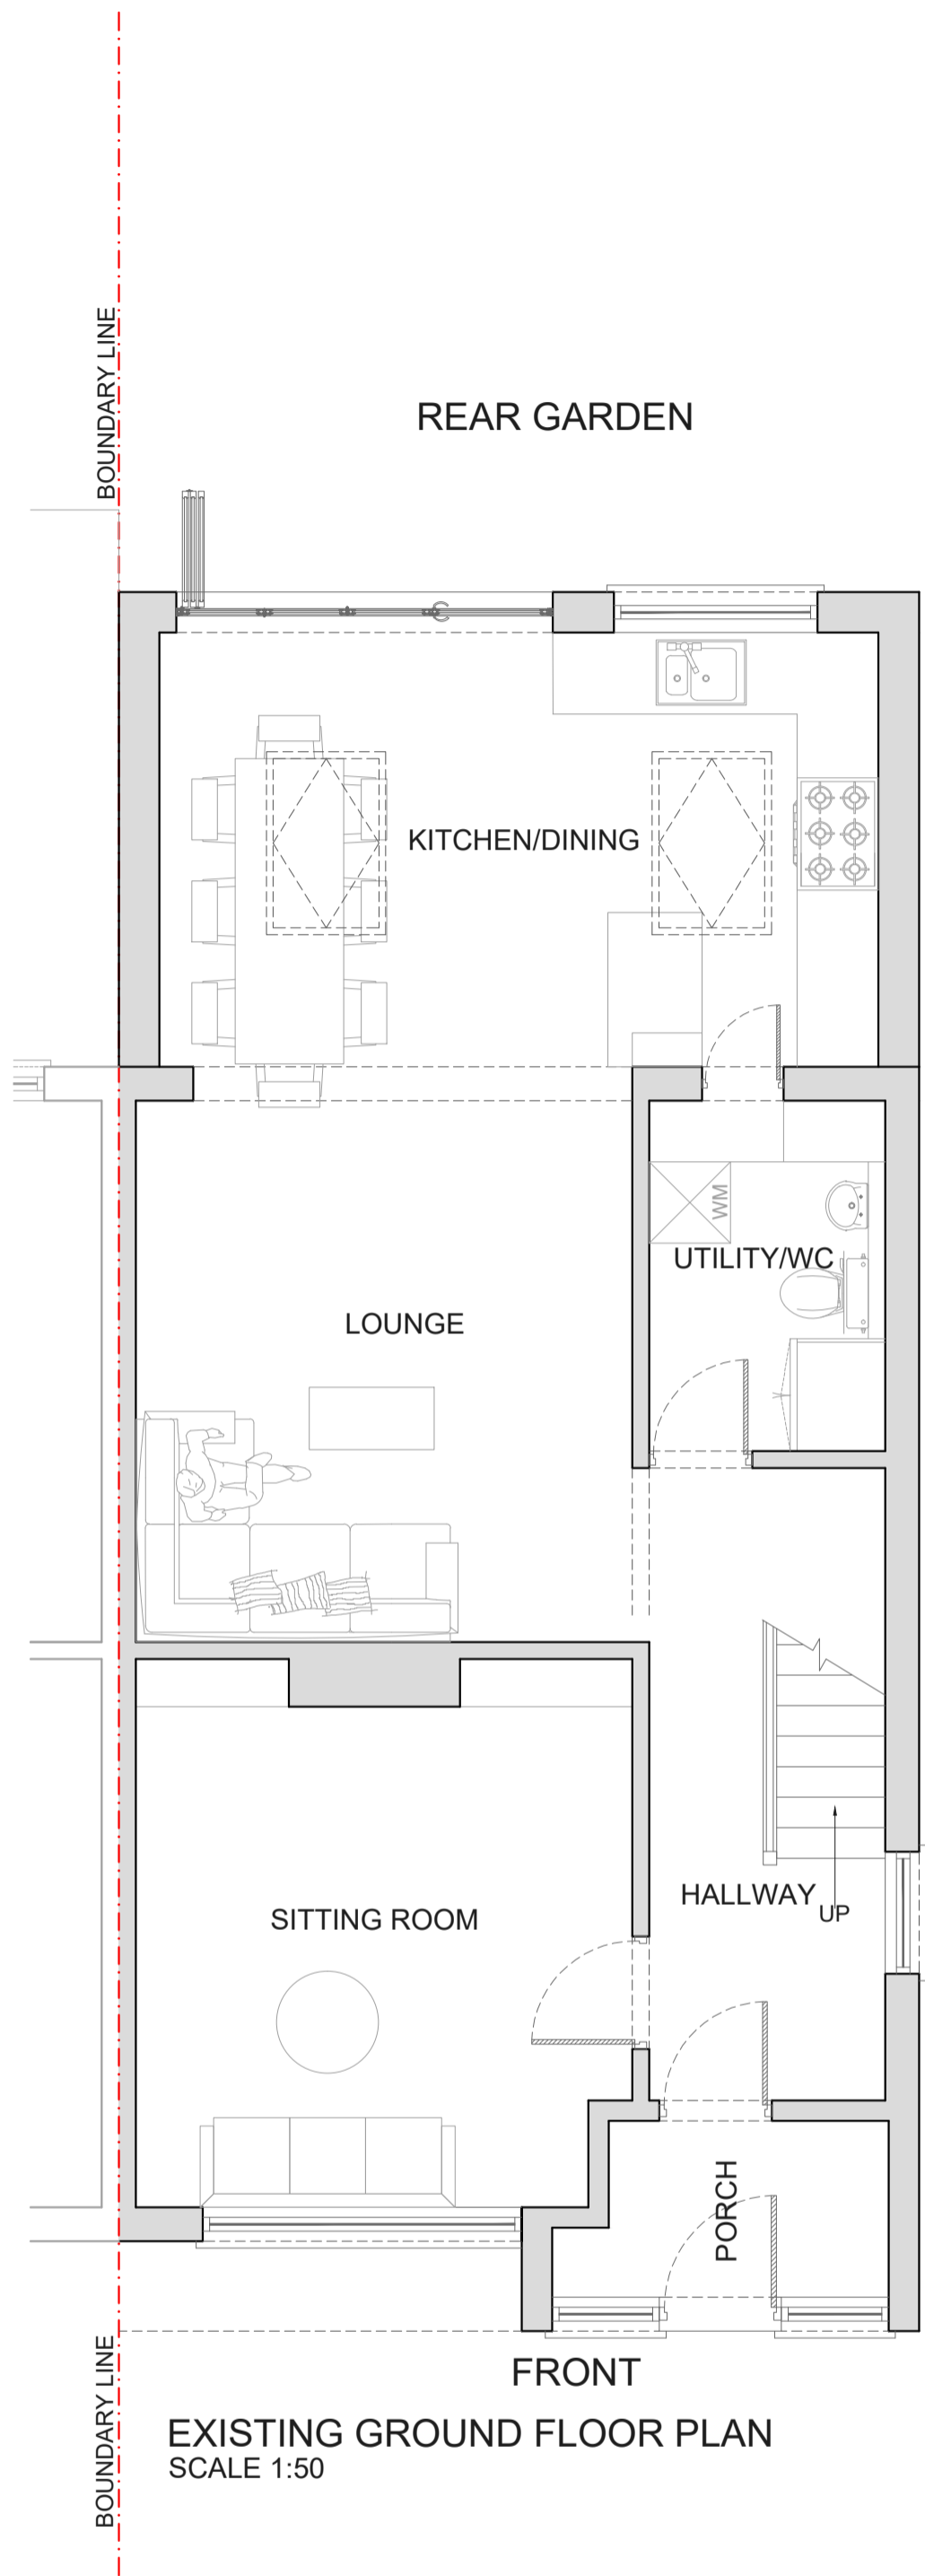 BOUNDARY LINE
REAR GARDEN
KITCHEN/DINING
WM
UTILITY/WC
LOUNGE
HALLWAY
UP
SITTING ROOM
PORCH
FRONT
BOUNDARY LINE
EXISTING GROUND FLOOR PLAN
SCALE 1:50